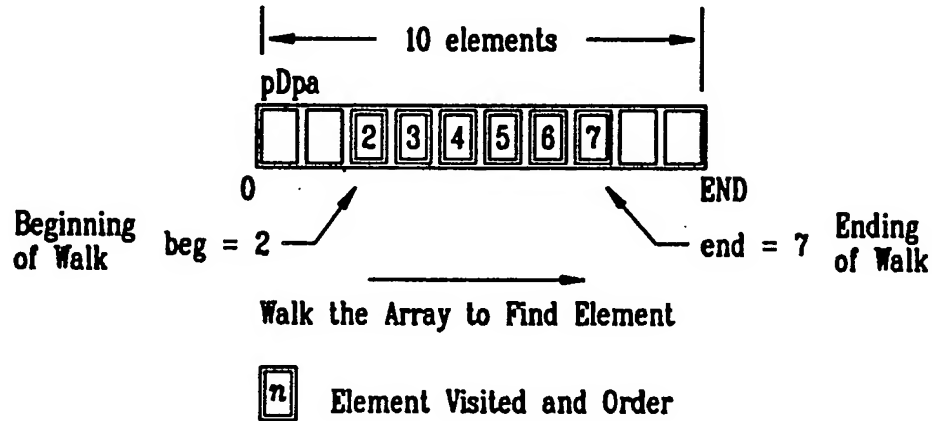 10 elements
pDpa
2 3 4 5 6 7
0 END
Beginning
of Walk
beg = 2
end = 7
Ending
of Walk
Walk the Array to Find Element
n Element Visited and Order